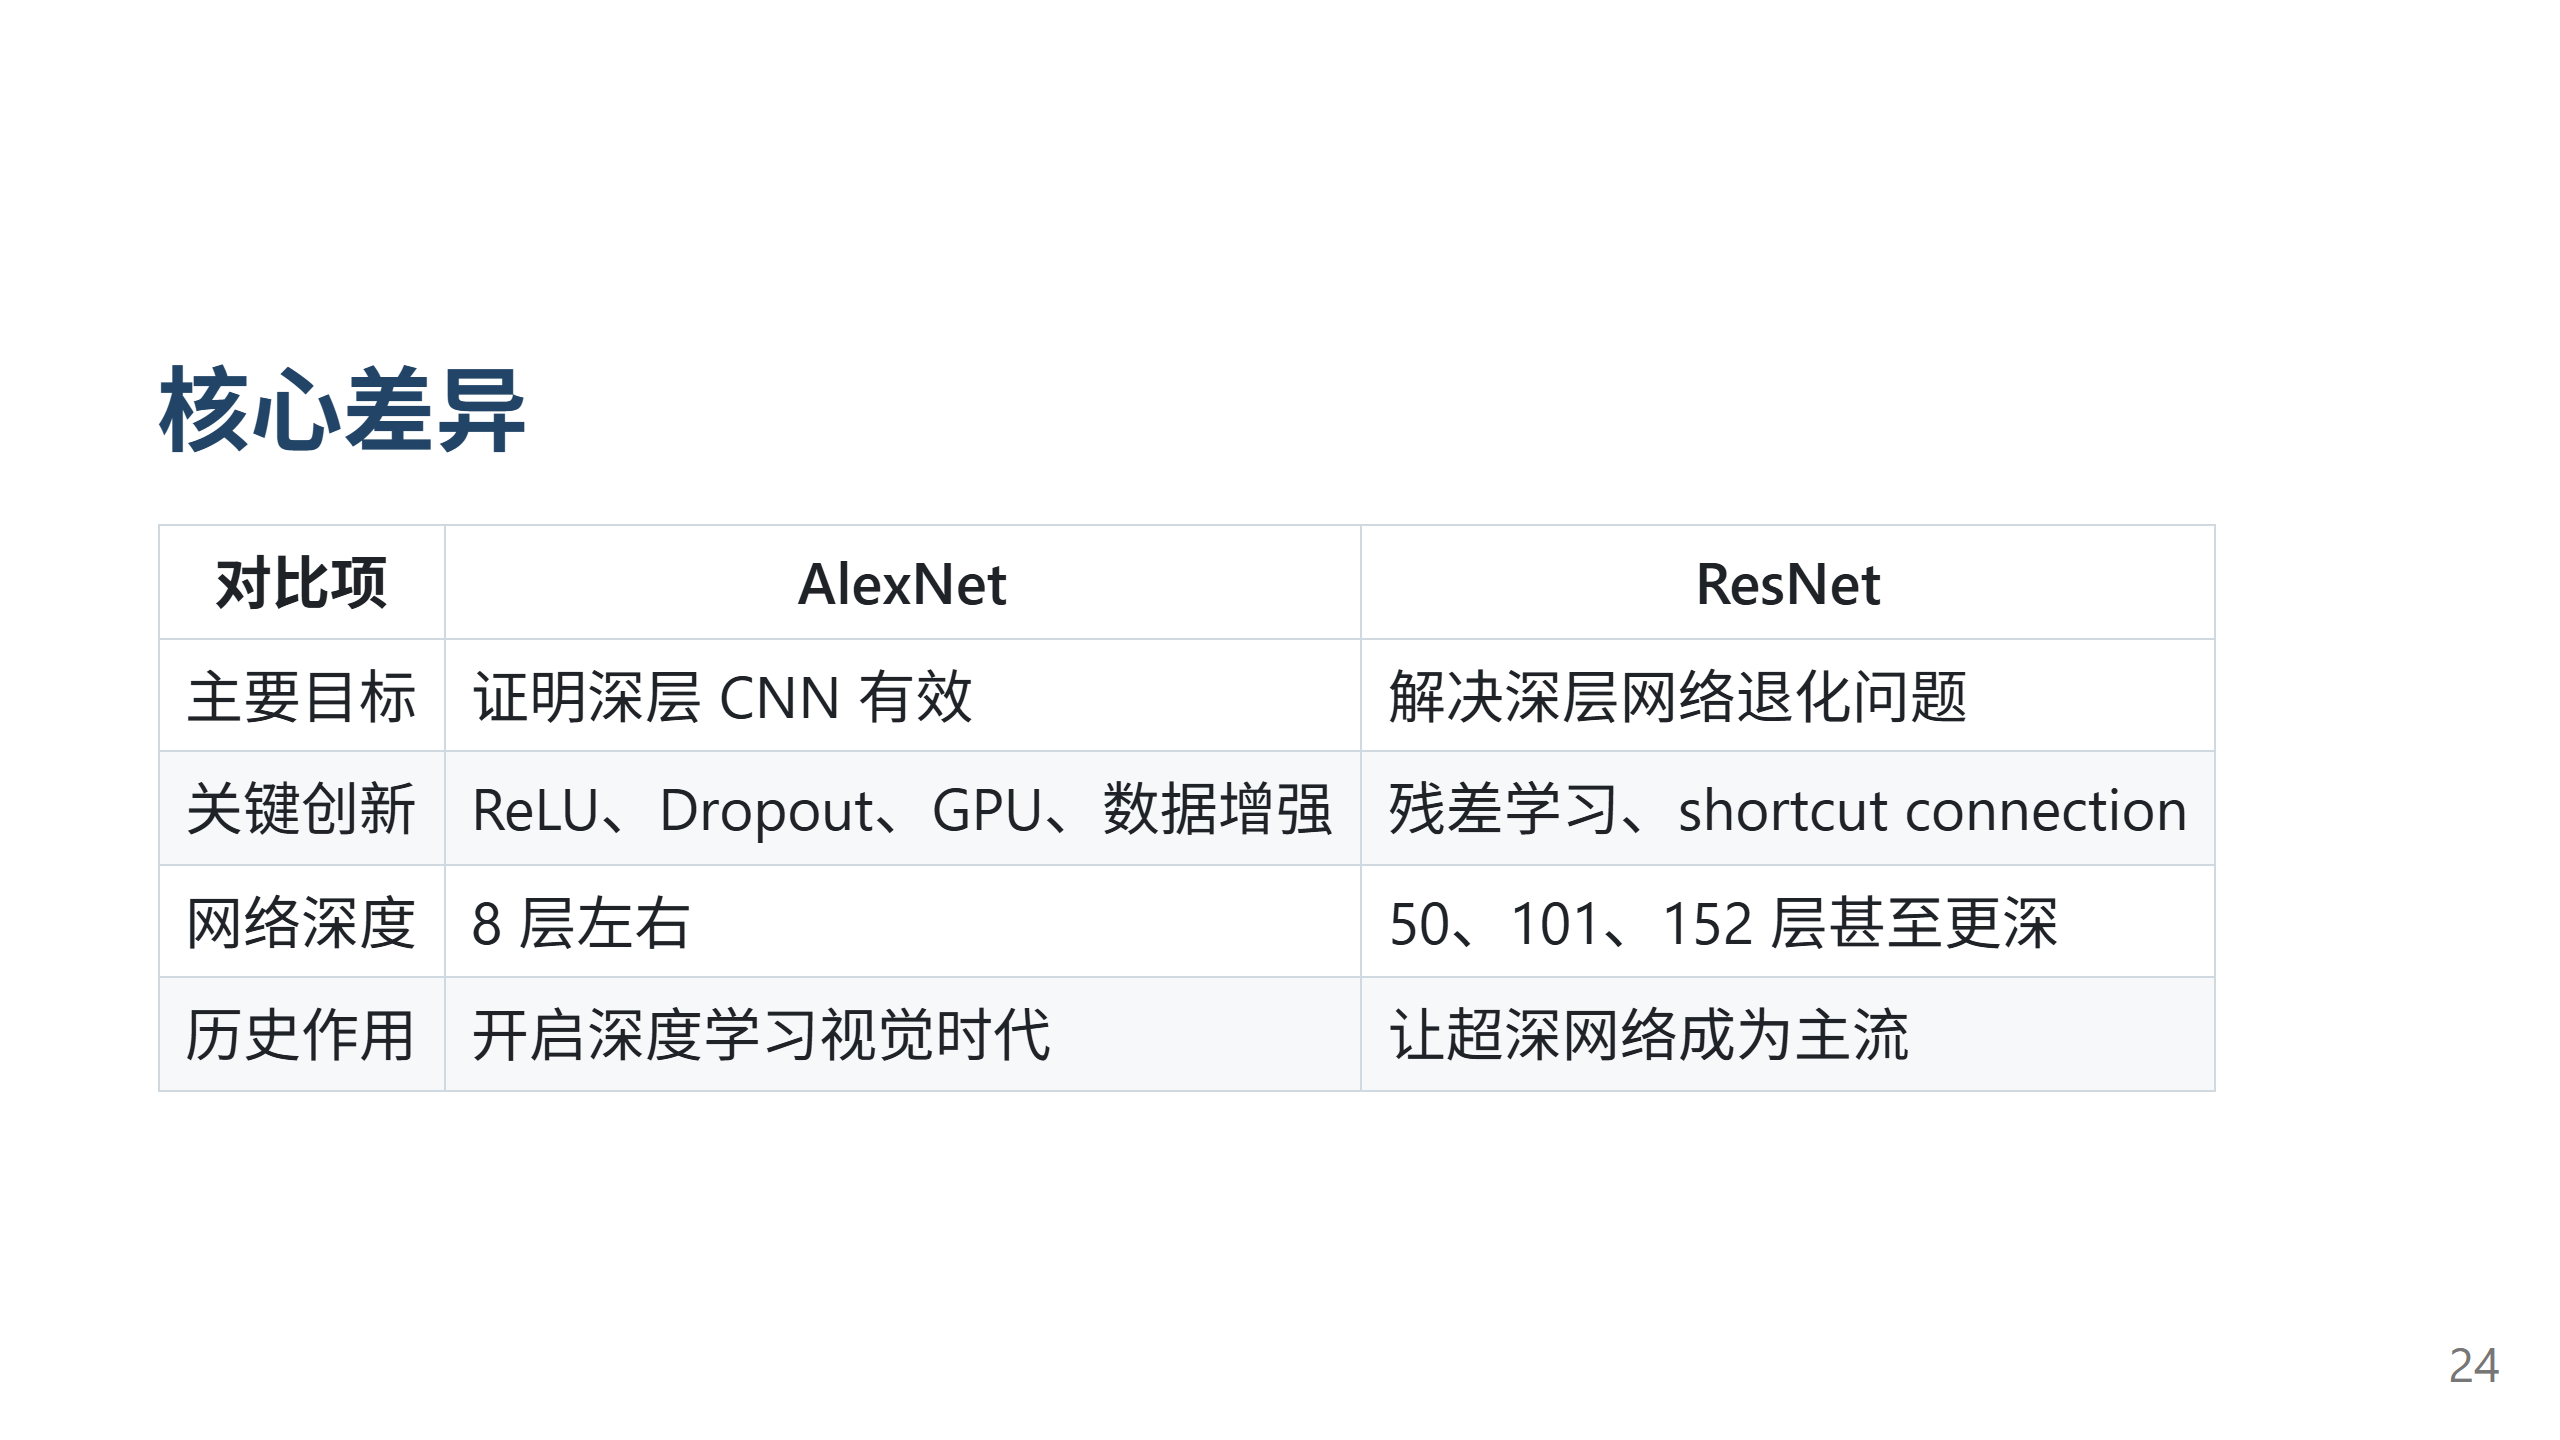 核心差异
对比项 AlexNet ResNet
主要目标 证明深层 CNN 有效 解决深层网络退化问题
关键创新 ReLU、Dropout、GPU、数据增强 残差学习、shortcut connection
网络深度 8 层左右 50、101、152 层甚至更深
历史作用 开启深度学习视觉时代 让超深网络成为主流
24